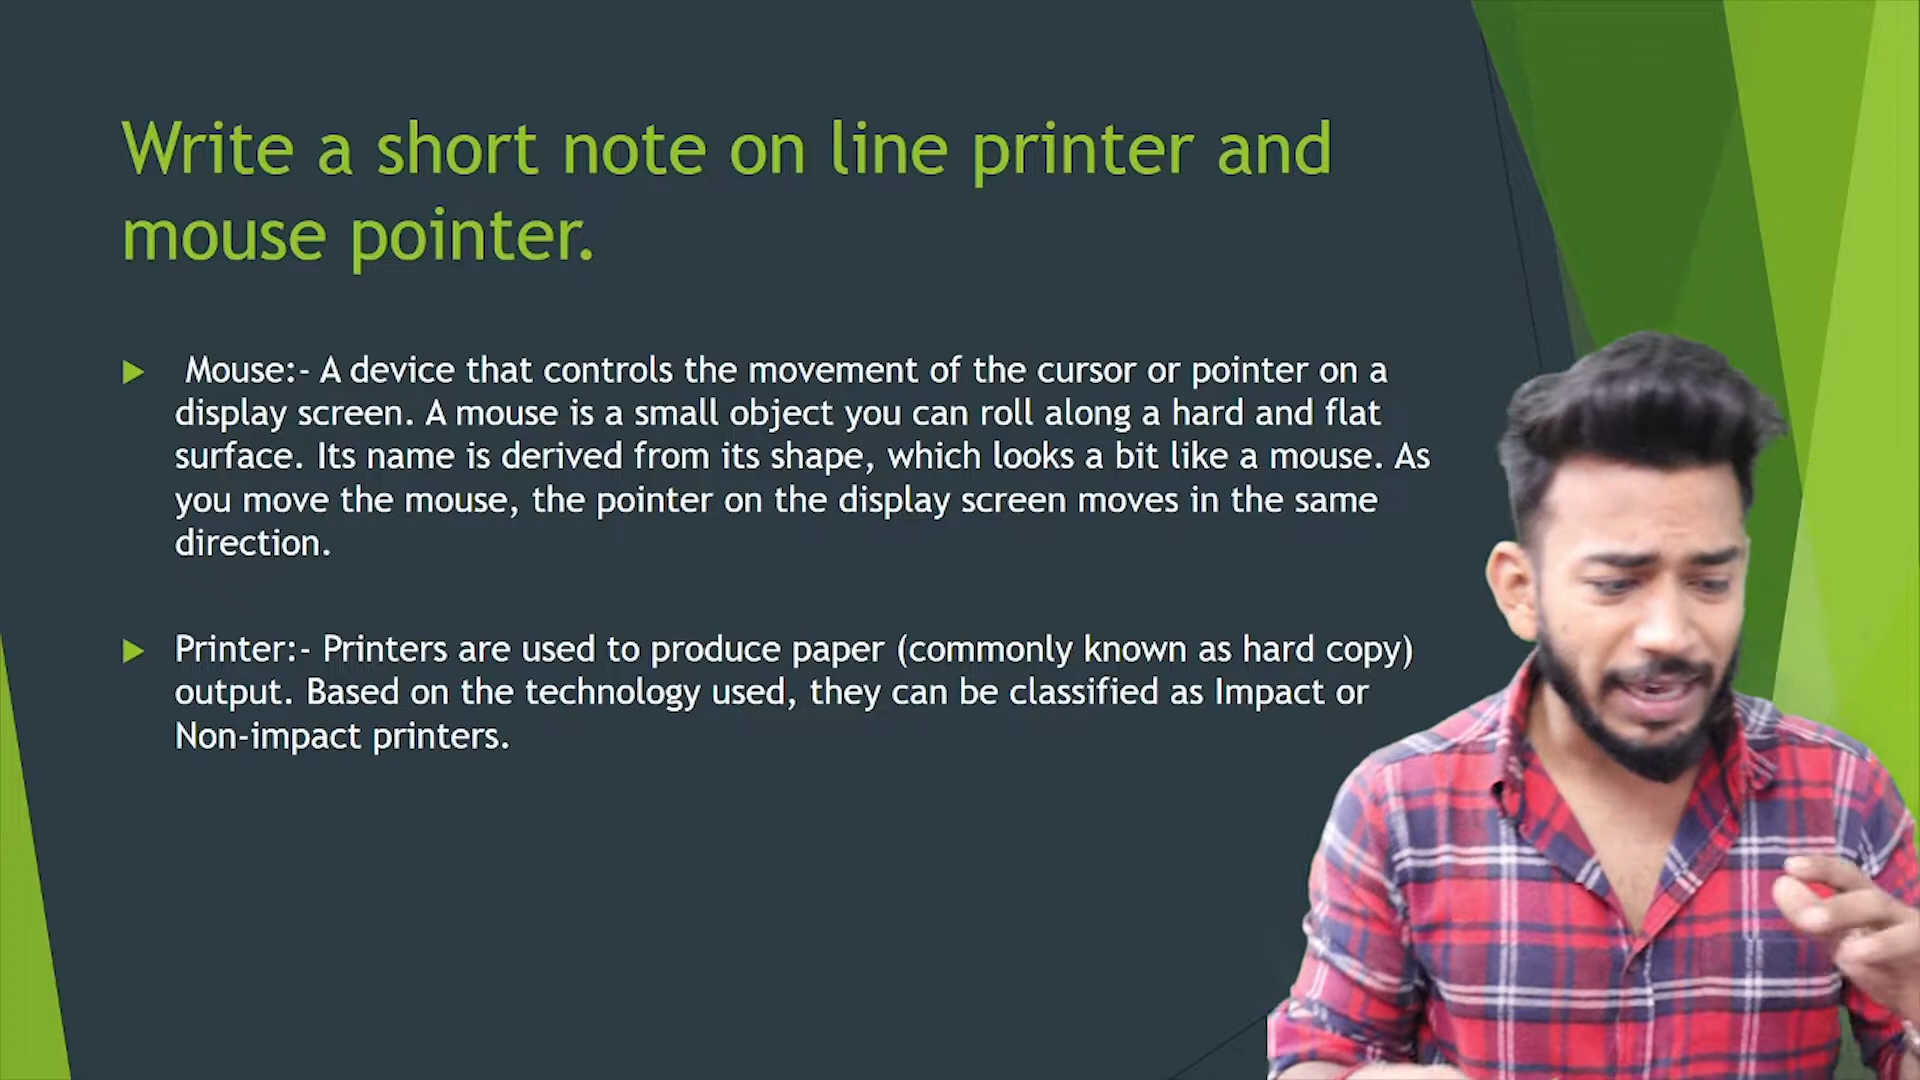 Write a short note on line printer and
mouse pointer.
Mouse:- A device that controls the movement of the cursor or pointer on a
display screen. A mouse is a small object you can roll along a hard and flat
surface. Its name is derived from its shape, which looks a bit like a mouse. As
you move the mouse, the pointer on the display screen moves in the same
direction.
Printer:- Printers are used to produce paper (commonly known as hard copy)
output. Based on the technology used, they can be classified as Impact or
Non-impact printers.